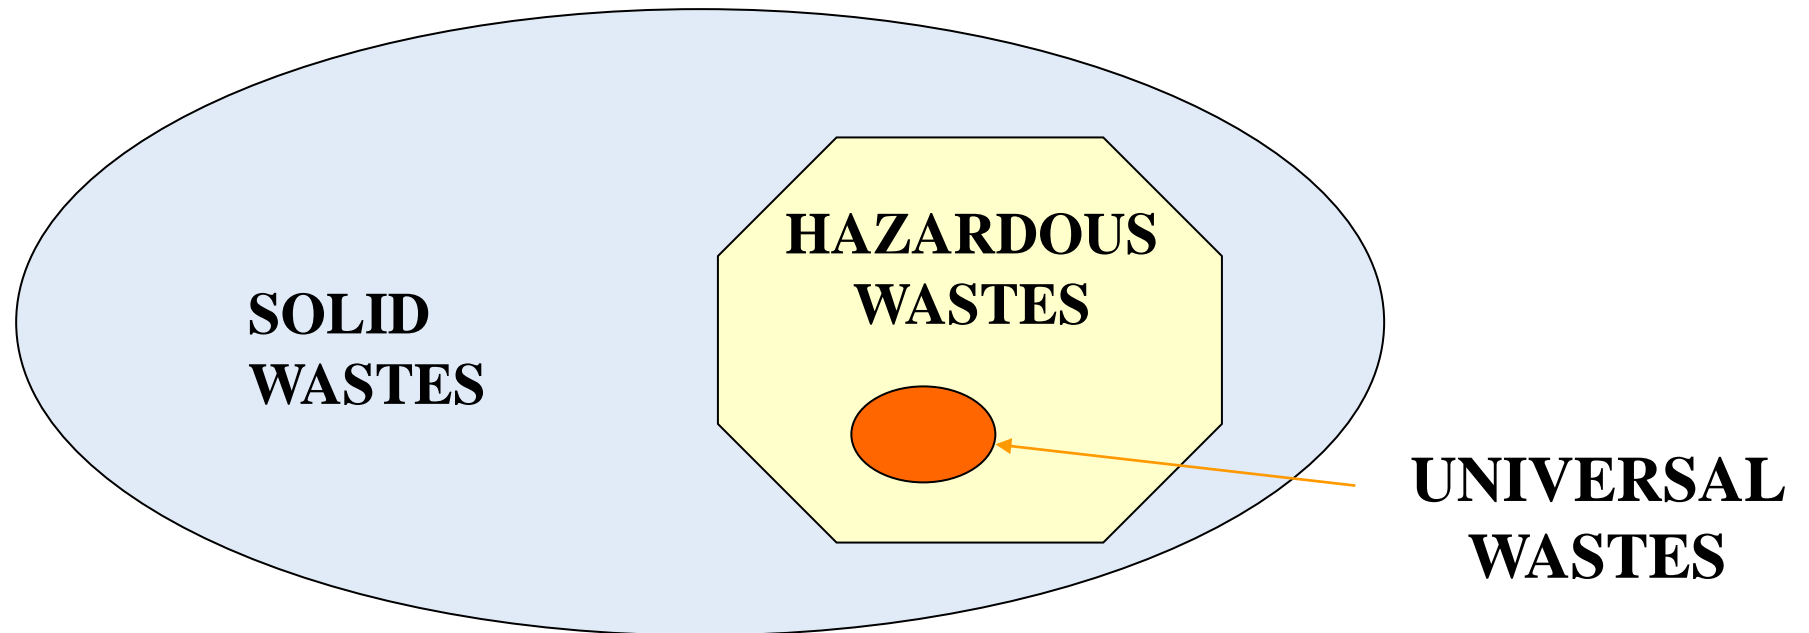 SOLID
WASTES
HAZARDOUS
WASTES
UNIVERSAL
WASTES